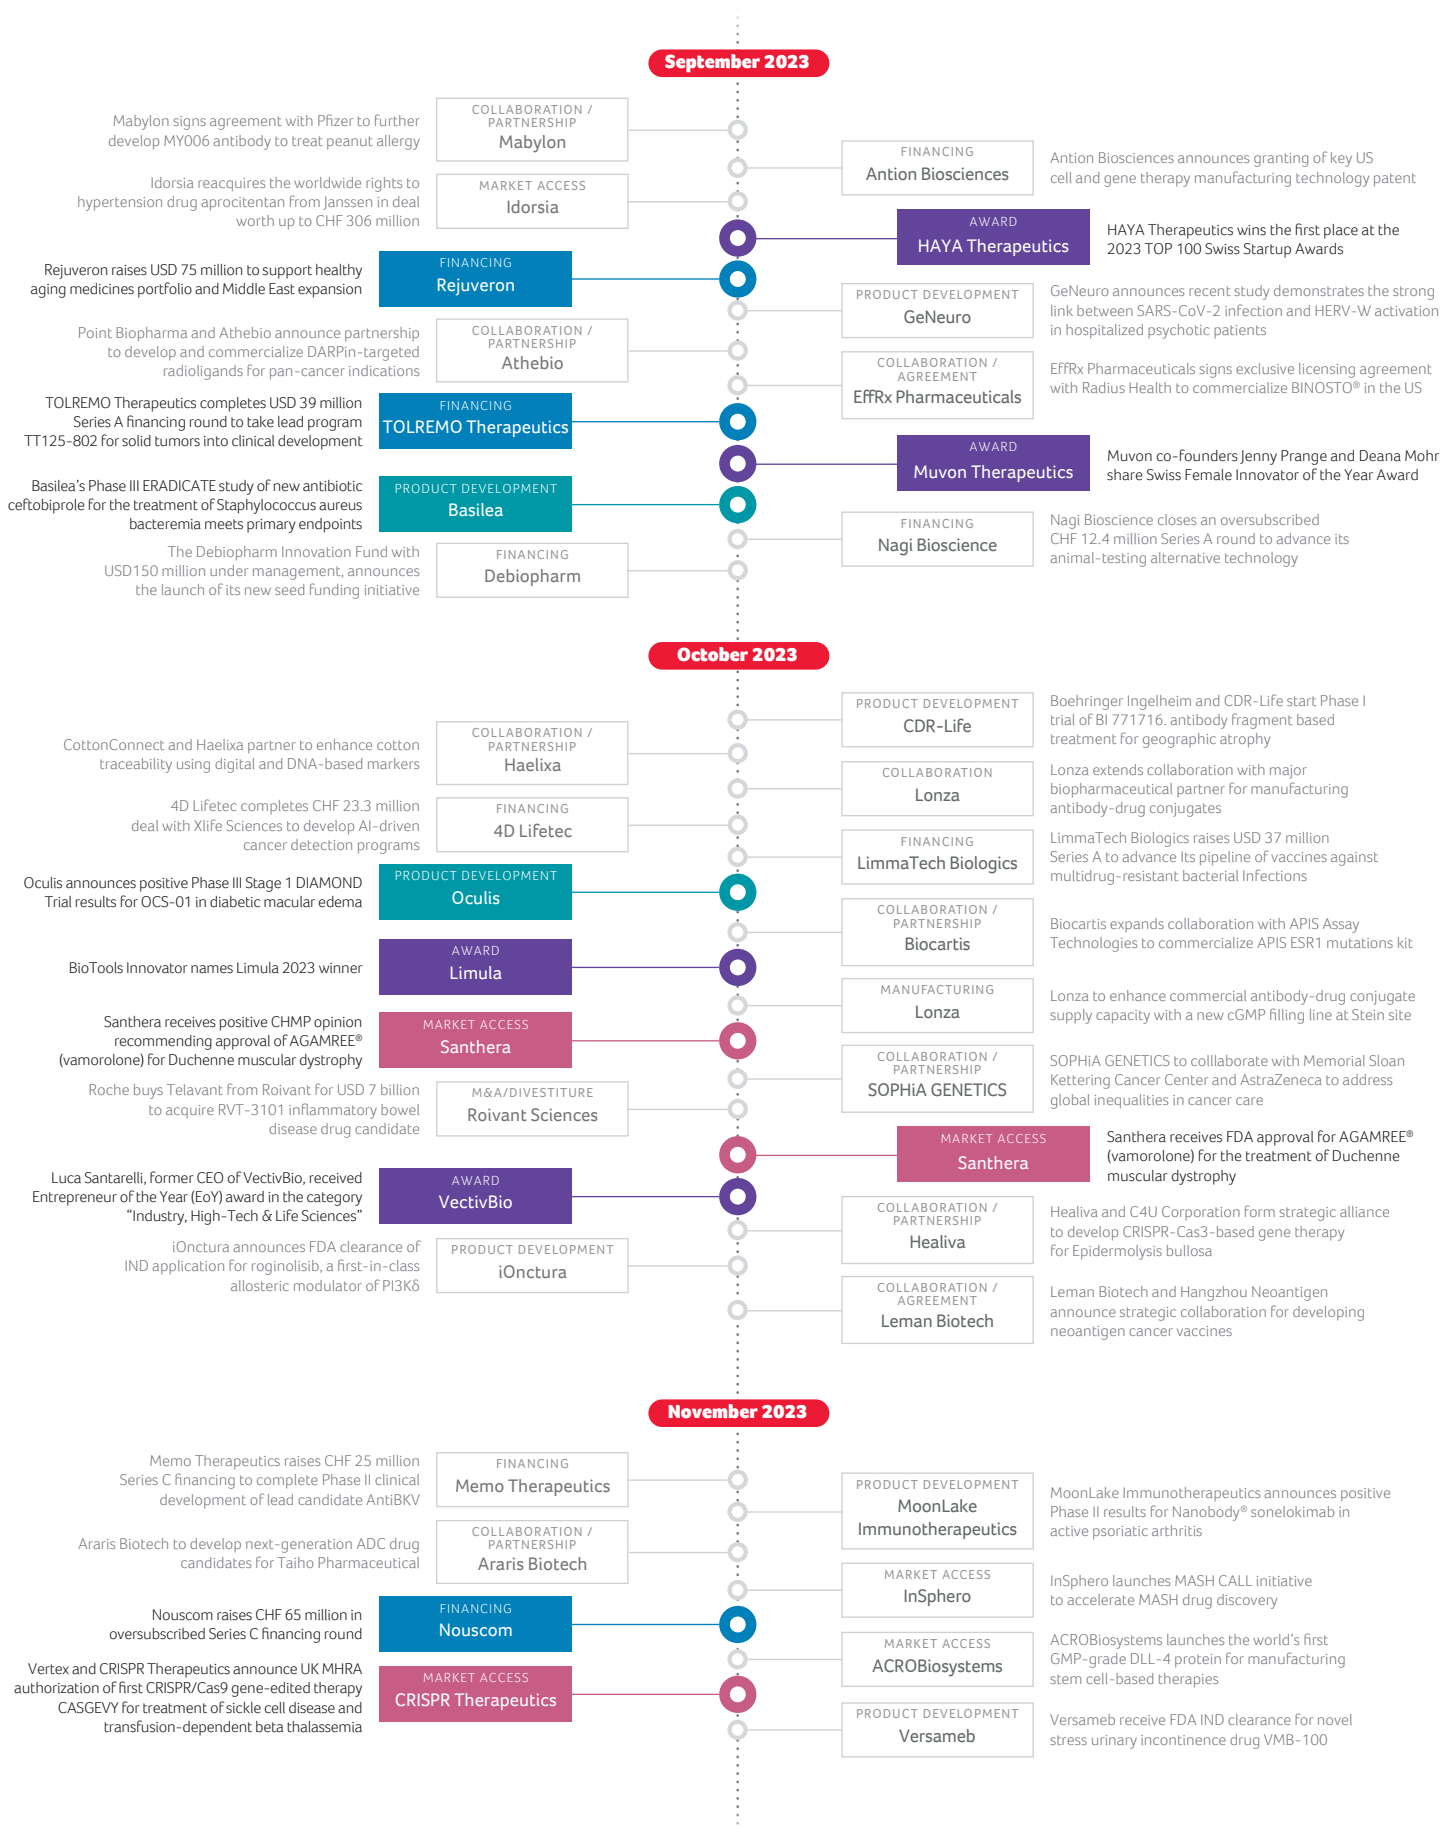 September 2023
Mabylon signs agreement with Pfizer to further
develop MY006 antibody to treat peanut allergy
COLLABORATION /
PARTNERSHIP
Mabylon
FINANCING
Antion Biosciences
Antion Biosciences announces granting of key US
cell and gene therapy manufacturing technology patent
Idorsia reacquires the worldwide rights to
hypertension drug aprocitentan from Janssen in deal
worth up to CHF 306 million
MARKET ACCESS
Idorsia
AWARD
HAYA Therapeutics
HAYA Therapeutics wins the first place at the
2023 TOP 100 Swiss Startup Awards
Rejuveron raises USD 75 million to support healthy
aging medicines portfolio and Middle East expansion
FINANCING
Rejuveron
PRODUCT DEVELOPMENT
GeNeuro
GeNeuro announces recent study demonstrates the strong
link between SARS-CoV-2 infection and HERV-W activation
in hospitalized psychotic patients
Point Biopharma and Athebio announce partnership
to develop and commercialize DARPin-targeted
radioligands for pan-cancer indications
COLLABORATION /
PARTNERSHIP
Athebio
COLLABORATION /
AGREEMENT
EffRx Pharmaceuticals
EffRx Pharmaceuticals signs exclusive licensing agreement
with Radius Health to commercialize BINOSTO® in the US
TOLREMO Therapeutics completes USD 39 million
Series A financing round to take lead program
TT125-802 for solid tumors into clinical development
FINANCING
TOLREMO Therapeutics
AWARD
Muvon Therapeutics
Muvon co-founders Jenny Prange and Deana Mohr
share Swiss Female Innovator of the Year Award
Basilea's Phase III ERADICATE study of new antibiotic
ceftobiprole for the treatment of Staphylococcus aureus
bacteremia meets primary endpoints
PRODUCT DEVELOPMENT
Basilea
FINANCING
Nagi Bioscience
Nagi Bioscience closes an oversubscribed
CHF 12.4 million Series A round to advance its
animal-testing alternative technology
The Debiopharm Innovation Fund with
USD150 million under management, announces
the launch of its new seed funding initiative
FINANCING
Debiopharm
October 2023
PRODUCT DEVELOPMENT
CDR-Life
Boehringer Ingelheim and CDR-Life start Phase I
trial of BI 771716. antibody fragment based
treatment for geographic atrophy
CottonConnect and Haelixa partner to enhance cotton
traceability using digital and DNA-based markers
COLLABORATION /
PARTNERSHIP
Haelixa
COLLABORATION
Lonza
Lonza extends collaboration with major
biopharmaceutical partner for manufacturing
antibody-drug conjugates
4D Lifetec completes CHF 23.3 million
deal with Xlife Sciences to develop AI-driven
cancer detection programs
FINANCING
4D Lifetec
FINANCING
LimmaTech Biologics
LimmaTech Biologics raises USD 37 million
Series A to advance Its pipeline of vaccines against
multidrug-resistant bacterial Infections
Oculis announces positive Phase III Stage 1 DIAMOND
Trial results for OCS-01 in diabetic macular edema
PRODUCT DEVELOPMENT
Oculis
COLLABORATION /
PARTNERSHIP
Biocartis
Biocartis expands collaboration with APIS Assay
Technologies to commercialize APIS ESR1 mutations kit
BioTools Innovator names Limula 2023 winner
AWARD
Limula
MANUFACTURING
Lonza
Lonza to enhance commercial antibody-drug conjugate
supply capacity with a new cGMP filling line at Stein site
Santhera receives positive CHMP opinion
recommending approval of AGAMREE®
(vamorolone) for Duchenne muscular dystrophy
MARKET ACCESS
Santhera
COLLABORATION /
PARTNERSHIP
SOPHiA GENETICS
SOPHiA GENETICS to colllaborate with Memorial Sloan
Kettering Cancer Center and AstraZeneca to address
global inequalities in cancer care
Roche buys Telavant from Roivant for USD 7 billion
to acquire RVT-3101 inflammatory bowel
disease drug candidate
M&A/DIVESTITURE
Roivant Sciences
MARKET ACCESS
Santhera
Santhera receives FDA approval for AGAMREE®
(vamorolone) for the treatment of Duchenne
muscular dystrophy
Luca Santarelli, former CEO of VectivBio, received
Entrepreneur of the Year (EoY) award in the category
“Industry, High-Tech & Life Sciences”
AWARD
VectivBio
COLLABORATION /
PARTNERSHIP
Healiva
Healiva and C4U Corporation form strategic alliance
to develop CRISPR-Cas3-based gene therapy
for Epidermolysis bullosa
iOnctura announces FDA clearance of
IND application for roginolisib, a first-in-class
allosteric modulator of PI3Kδ
PRODUCT DEVELOPMENT
iOnctura
COLLABORATION /
AGREEMENT
Leman Biotech
Leman Biotech and Hangzhou Neoantigen
announce strategic collaboration for developing
neoantigen cancer vaccines
November 2023
Memo Therapeutics raises CHF 25 million
Series C financing to complete Phase II clinical
development of lead candidate AntiBKV
FINANCING
Memo Therapeutics
PRODUCT DEVELOPMENT
MoonLake
Immunotherapeutics
MoonLake Immunotherapeutics announces positive
Phase II results for Nanobody® sonelokimab in
active psoriatic arthritis
Araris Biotech to develop next-generation ADC drug
candidates for Taiho Pharmaceutical
COLLABORATION /
PARTNERSHIP
Araris Biotech
MARKET ACCESS
InSphero
InSphero launches MASH CALL initiative
to accelerate MASH drug discovery
Nouscom raises CHF 65 million in
oversubscribed Series C financing round
FINANCING
Nouscom
MARKET ACCESS
ACROBiosystems
ACROBiosystems launches the world's first
GMP-grade DLL-4 protein for manufacturing
stem cell-based therapies
Vertex and CRISPR Therapeutics announce UK MHRA
authorization of first CRISPR/Cas9 gene-edited therapy
CASGEVY for treatment of sickle cell disease and
transfusion-dependent beta thalassemia
MARKET ACCESS
CRISPR Therapeutics
PRODUCT DEVELOPMENT
Versameb
Versameb receive FDA IND clearance for novel
stress urinary incontinence drug VMB-100